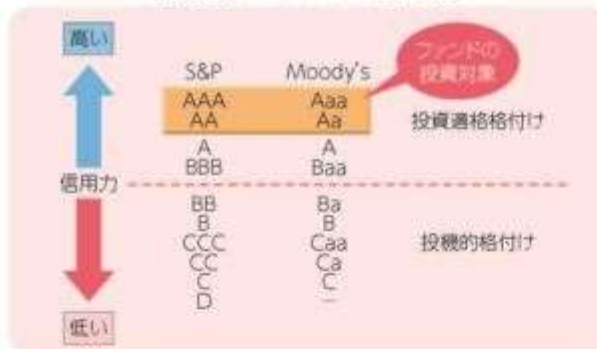 高い
ファンドの
投資対象
S&P Moody's
AAA Aaa
AA Aa
投資適格格付け
A A
BBB Baa
信用力
BB Ba
B B
CCC Caa
投機的格付け
CC Ca
C C
D —
低い